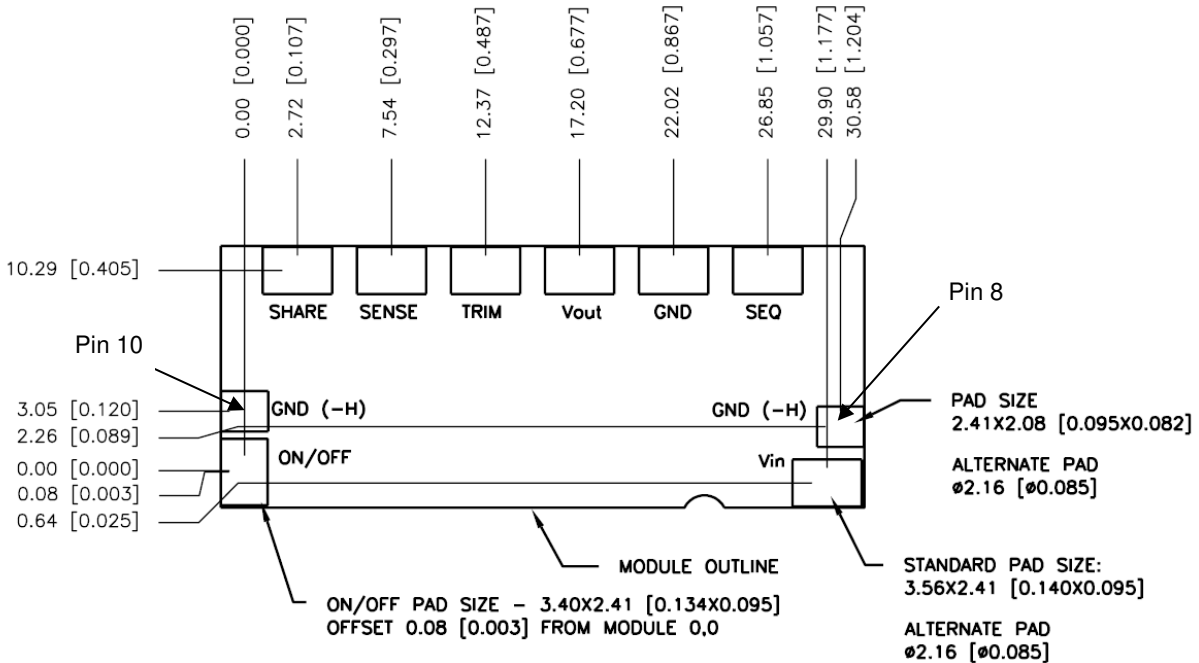 0.00 [0.000]
2.72 [0.107]
7.54 [0.297]
12.37 [0.487]
17.20 [0.677]
22.02 [0.867]
26.85 [1.057]
29.90 [1.177]
30.58 [1.204]
10.29 [0.405]
SHARE
SENSE
TRIM
Vout
GND
SEQ
Pin 8
Pin 10
3.05 [0.120]
GND (-H)
GND (-H)
PAD SIZE
2.41X2.08 [0.095X0.082]
2.26 [0.089]
ON/OFF
Vin
ALTERNATE PAD
ø2.16 [ø0.085]
0.00 [0.000]
0.08 [0.003]
0.64 [0.025]
MODULE OUTLINE
STANDARD PAD SIZE:
3.56X2.41 [0.140X0.095]
ON/OFF PAD SIZE - 3.40X2.41 [0.134X0.095]
OFFSET 0.08 [0.003] FROM MODULE 0,0
ALTERNATE PAD
ø2.16 [ø0.085]